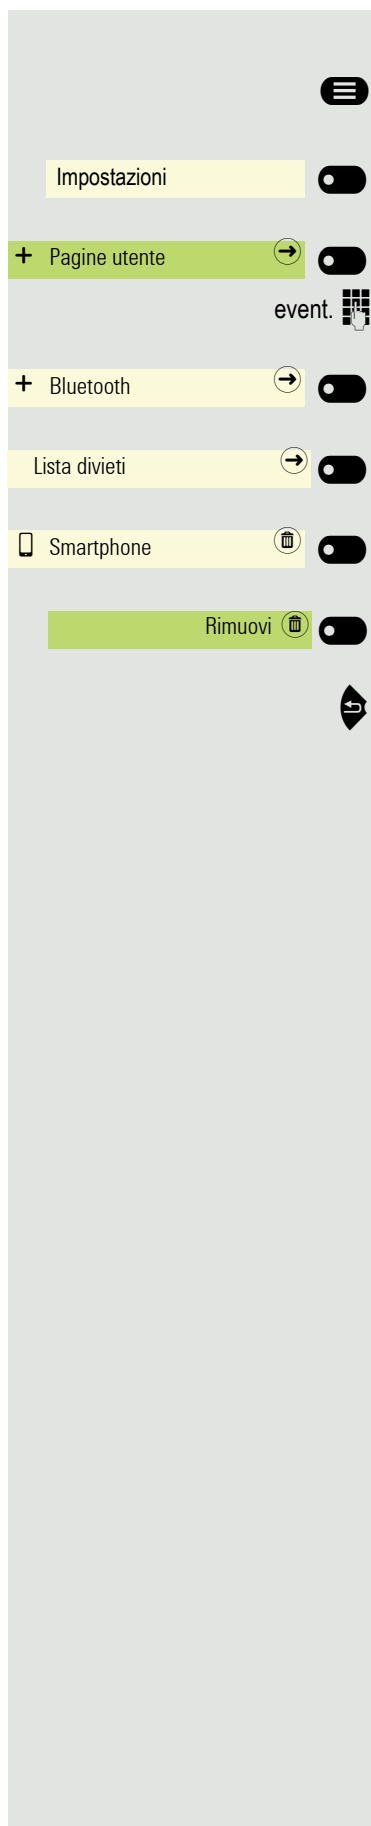 Impostazioni
+ Pagine utente
event.
+ Bluetooth
Lista divieti
Smartphone
Rimuovi